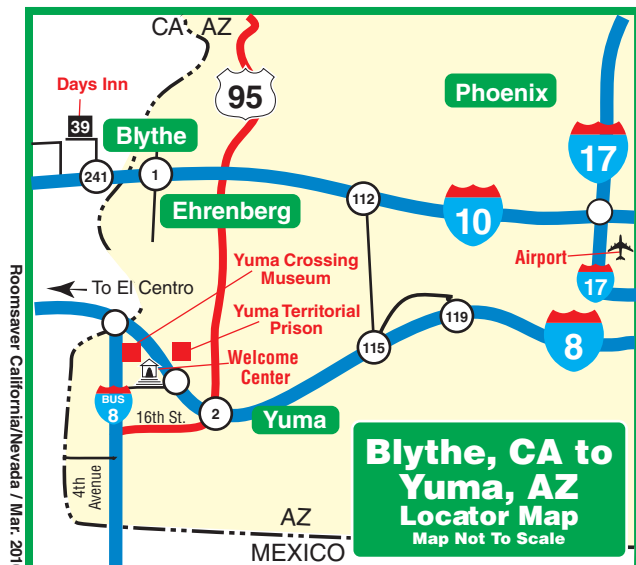 CA
AZ
Days Inn
39
95
Phoenix
Blythe
17
241
1
112
Ehrenberg
10
Yuma Crossing
Museum
Airport
To El Centro
17
Yuma Territorial
Prison
119
115
8
Welcome
Center
BUS
8
16th St.
2
Yuma
4th
Avenue
Blythe, CA to
Yuma, AZ
Locator Map
Map Not To Scale
AZ
MEXICO
Roomsaver California/Nevada / Mar.